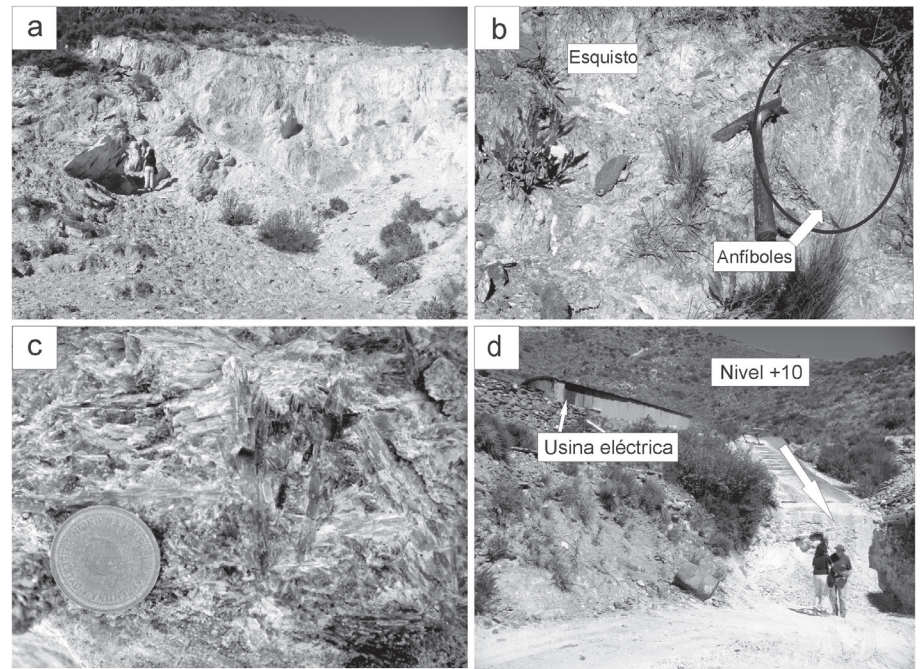 a
b
Esquisto
Anfíboles
c
d
Nivel +10
Usina eléctrica